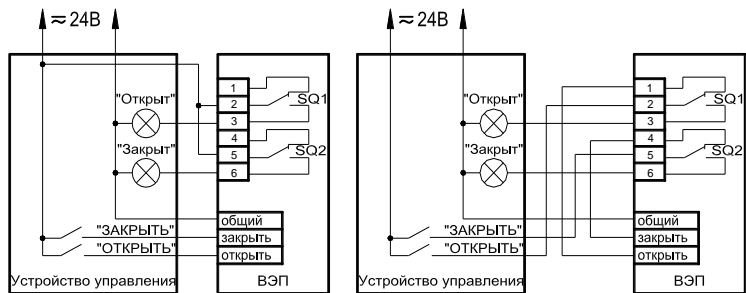 ≂24В
"Открыт"
"Закрыт"
1
2
3
4
5
6
SQ1
SQ2
"ЗАКРЫТЬ"
"ОТКРЫТЬ"
общий
закрыть
открыть
Устройство управления
ВЭП
≂24В
"Открыт"
"Закрыт"
1
2
3
4
5
6
SQ1
SQ2
"ЗАКРЫТЬ"
"ОТКРЫТЬ"
общий
закрыть
открыть
Устройство управления
ВЭП